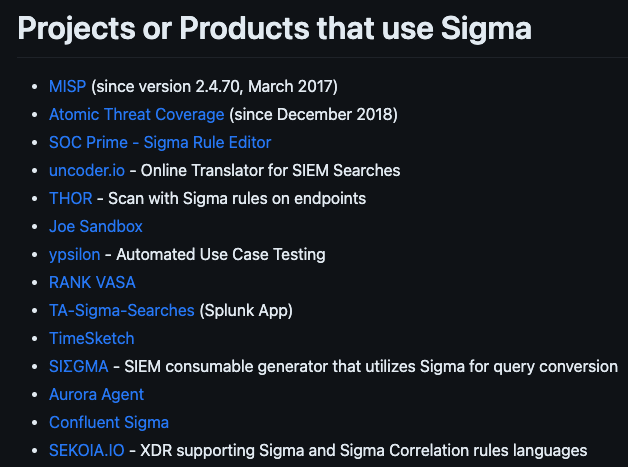 Projects or Products that use Sigma
• MISP (since version 2.4.70, March 2017)
• Atomic Threat Coverage (since December 2018)
• SOC Prime - Sigma Rule Editor
• uncoder.io - Online Translator for SIEM Searches
• THOR - Scan with Sigma rules on endpoints
• Joe Sandbox
• ypsilon - Automated Use Case Testing
• RANK VASA
• TA-Sigma-Searches (Splunk App)
• TimeSketch
• SIΣGMA - SIEM consumable generator that utilizes Sigma for query conversion
• Aurora Agent
• Confluent Sigma
• SEKOIA.IO - XDR supporting Sigma and Sigma Correlation rules languages